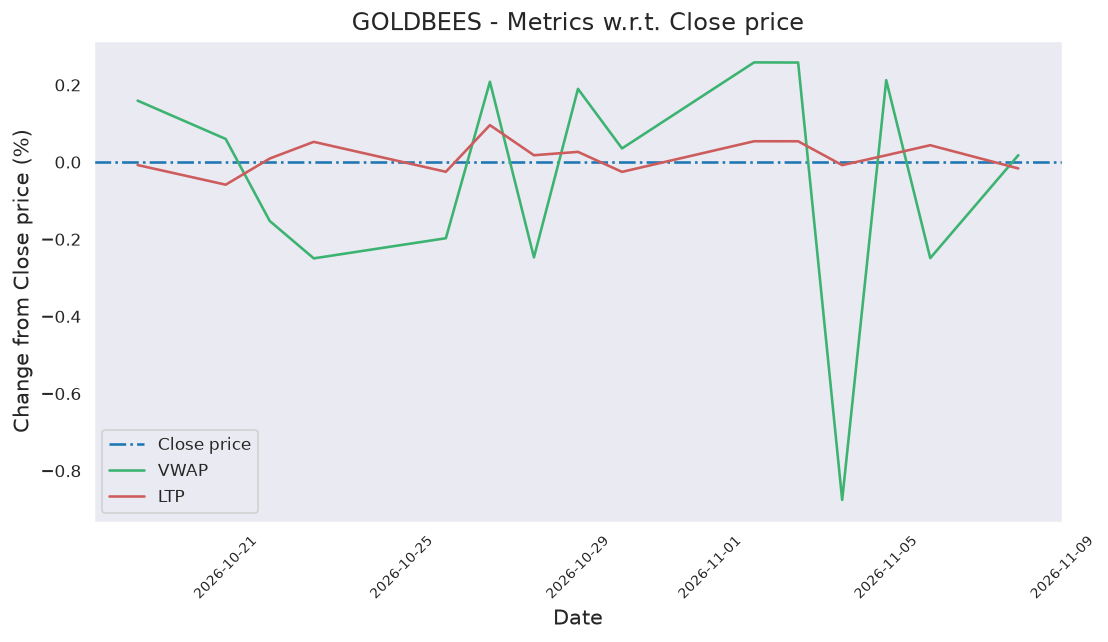 GOLDBEES - Metrics w.r.t. Close price
Change from Close price (%)
0.2
0.0
−0.2
−0.4
−0.6
−0.8
Close price
VWAP
LTP
2026-10-21
2026-10-25
2026-10-29
2026-11-01
2026-11-05
2026-11-09
Date